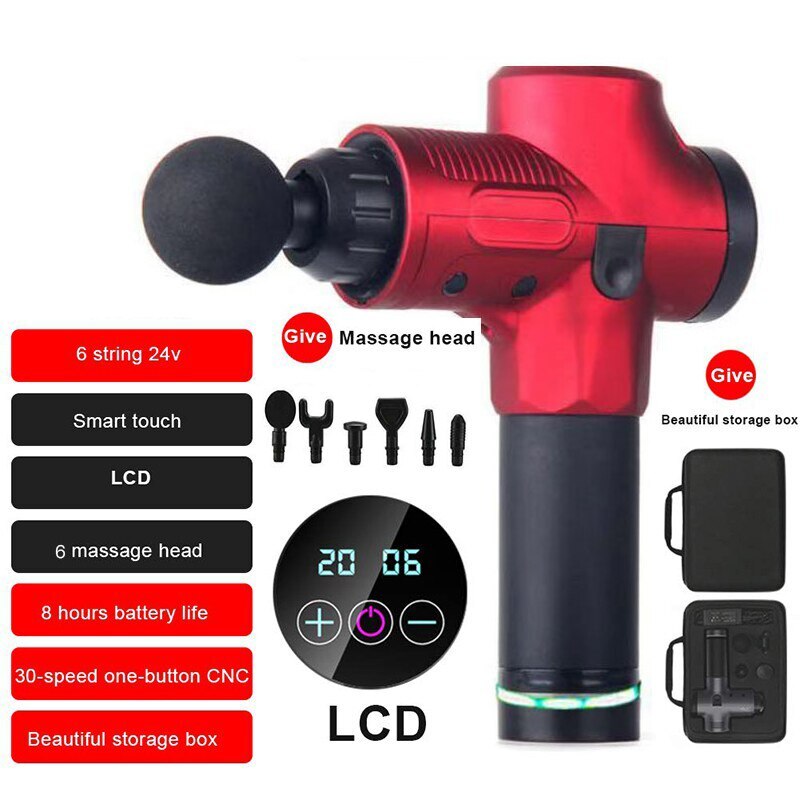 6 string 24v
Smart touch
LCD
6 massage head
8 hours battery life
30-speed one-button CNC
Beautiful storage box
Give Massage head
20 06
LCD
Give
Beautiful storage box